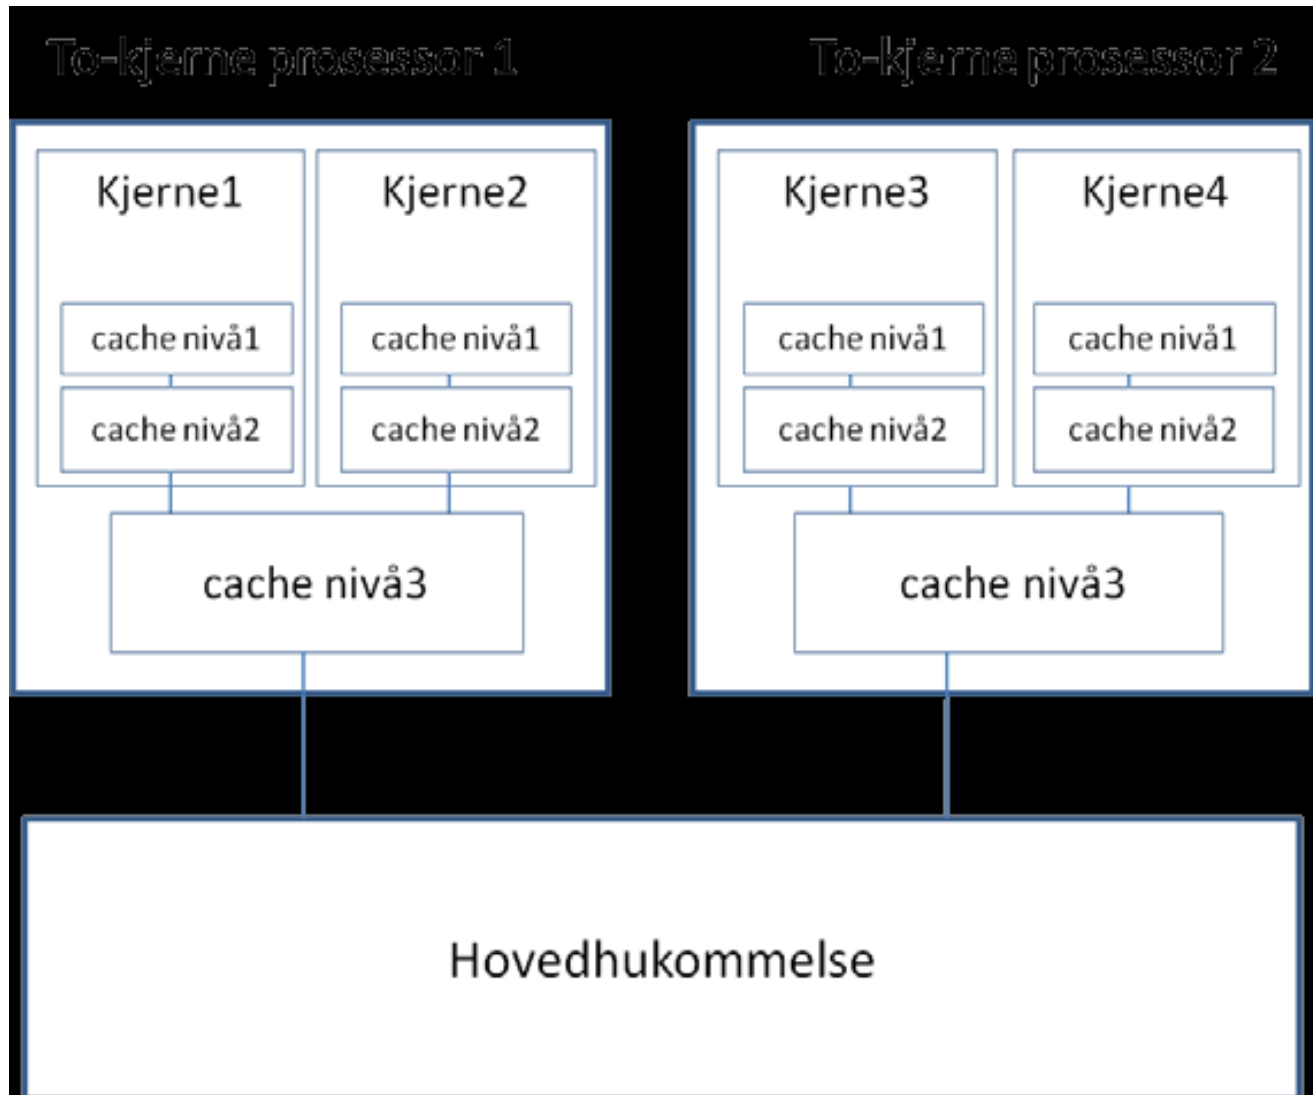 To-kjerne prosessor 1
To-kjerne prosessor 2
Kjerne1
Kjerne2
Kjerne3
Kjerne4
cache nivå1
cache nivå1
cache nivå1
cache nivå1
cache nivå2
cache nivå2
cache nivå2
cache nivå2
cache nivå3
cache nivå3
Hovedhukommelse